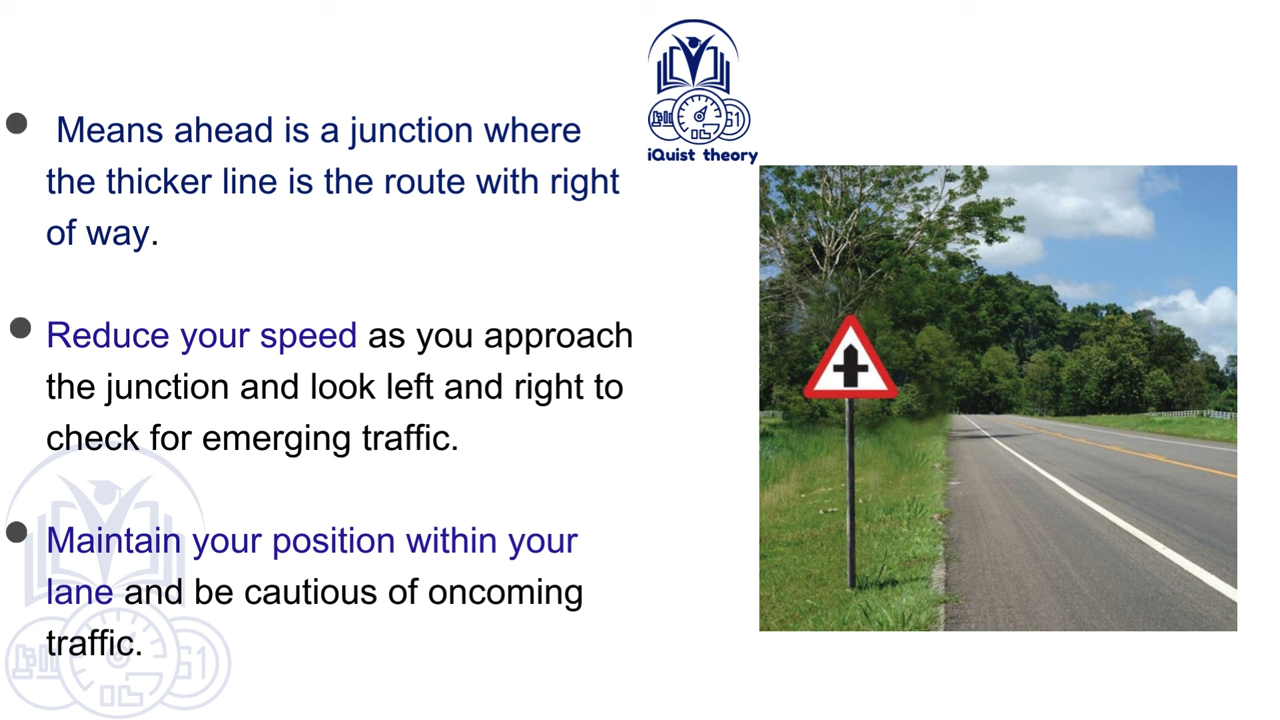 iQuist theory
Means ahead is a junction where
the thicker line is the route with right
of way.
Reduce your speed as you approach
the junction and look left and right to
check for emerging traffic.
Maintain your position within your
lane and be cautious of oncoming
traffic.